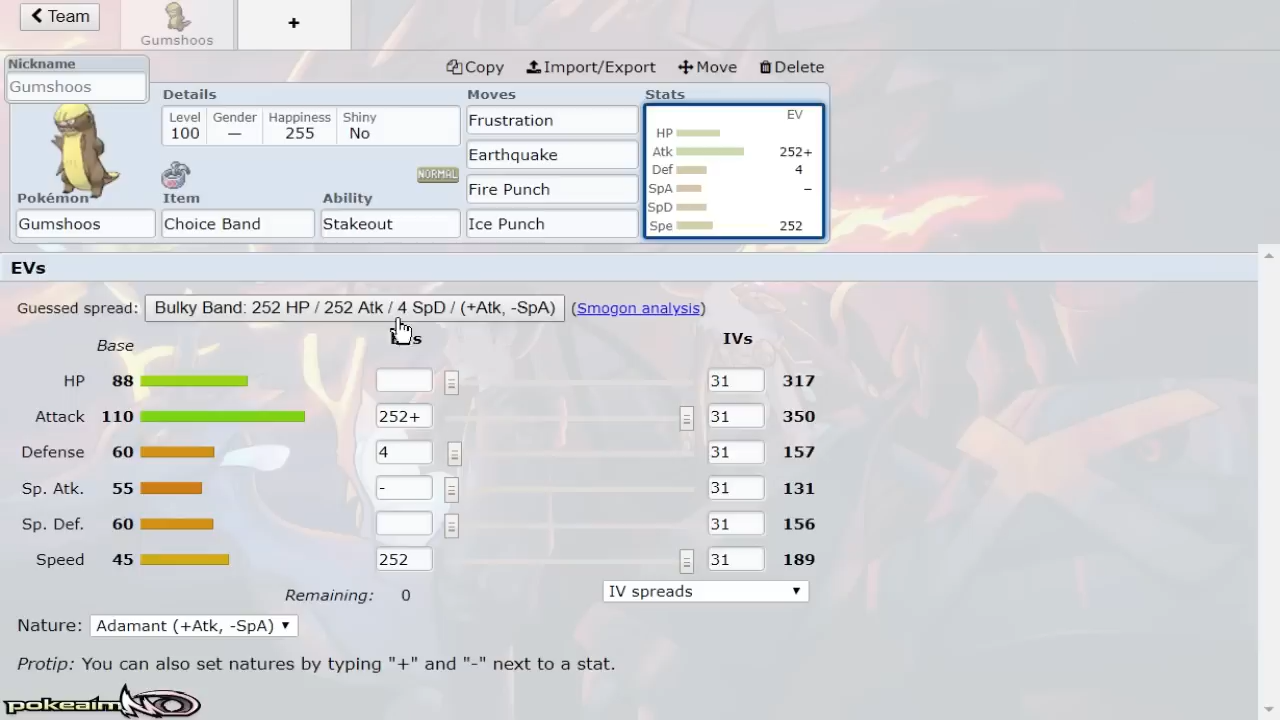 Team
Gumshoos
+
Nickname
Gumshoos
Copy
Import/Export
Move
Delete
Details
Level
100
Gender
—
Happiness
255
Shiny
No
NORMAL
Pokémon
Gumshoos
Item
Choice Band
Ability
Stakeout
Moves
Frustration
Earthquake
Fire Punch
Ice Punch
Stats
EV
HP
Atk 252+
Def 4
SpA –
SpD
Spe 252
EVs
Guessed spread: Bulky Band: 252 HP / 252 Atk / 4 SpD / (+Atk, -SpA) (Smogon analysis)
Base IVs
HP 88 31 317
Attack 110 252+ 31 350
Defense 60 4 31 157
Sp. Atk. 55 - 31 131
Sp. Def. 60 31 156
Speed 45 252 31 189
Remaining: 0 IV spreads
Nature: Adamant (+Atk, -SpA)
Protip: You can also set natures by typing "+" and "-" next to a stat.
pokeaim